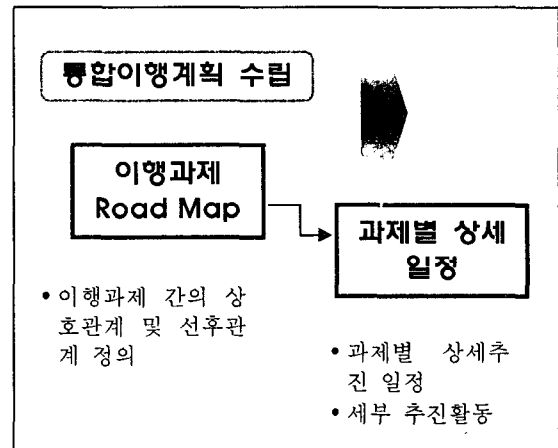 통합이행계획 수립
이행과제
Road Map
과제별 상세
일정
• 이행과제 간의 상
호관계 및 선후관
계 정의
• 과제별 상세추
진 일정
• 세부 추진활동